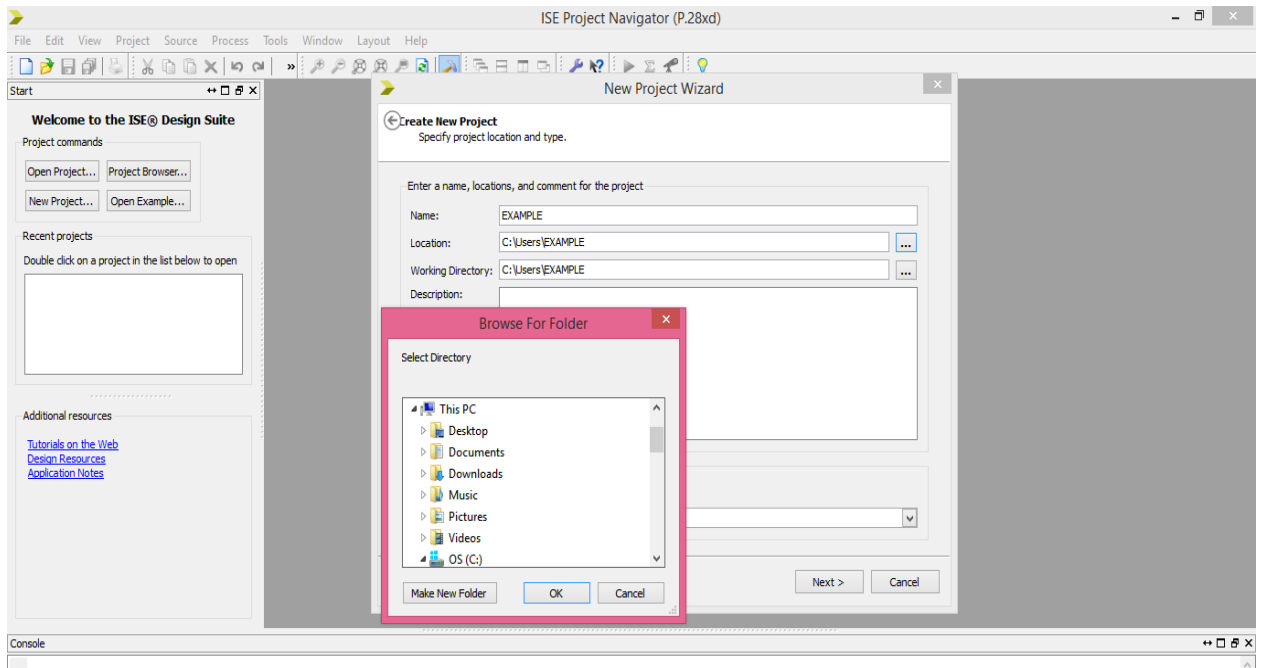 ISE Project Navigator (P.28xd)
File Edit View Project Source Process Tools Window Layout Help
Start
Welcome to the ISE® Design Suite
Project commands
Open Project... Project Browser...
New Project... Open Example...
Recent projects
Double click on a project in the list below to open
Additional resources
Tutorials on the Web
Design Resources
Application Notes
New Project Wizard
Create New Project
Specify project location and type.
Enter a name, locations, and comment for the project
Name: EXAMPLE
Location: C:\Users\EXAMPLE ...
Working Directory: C:\Users\EXAMPLE ...
Description:
Browse For Folder
Select Directory
This PC
Desktop
Documents
Downloads
Music
Pictures
Videos
OS (C:)
Make New Folder OK Cancel
Next > Cancel
Console